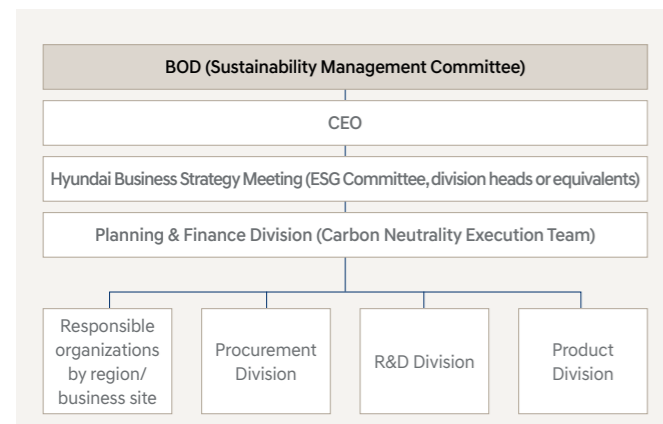 BOD (Sustainability Management Committee)
CEO
Hyundai Business Strategy Meeting (ESG Committee, division heads or equivalents)
Planning & Finance Division (Carbon Neutrality Execution Team)
Responsible
organizations
by region/
business site
Procurement
Division
R&D Division
Product
Division